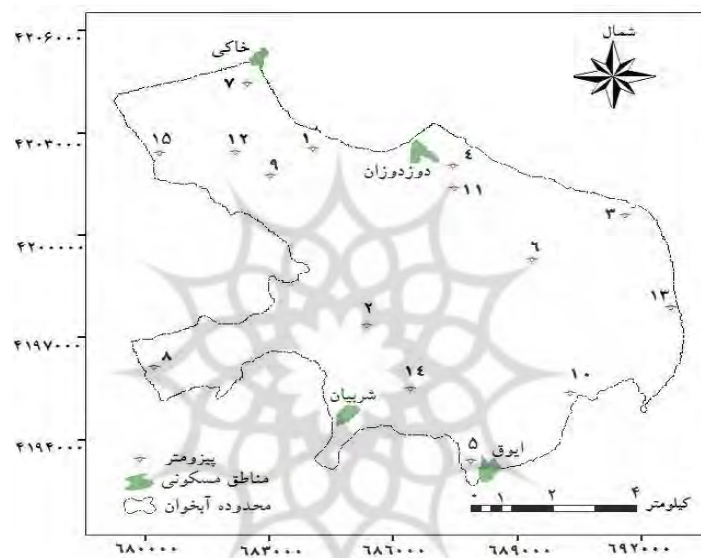 ۴۲۰۶۰۰۰
۴۲۰۳۰۰۰
۴۲۰۰۰۰۰
۴۱۹۷۰۰۰
۴۱۹۴۰۰۰
شمال
خاکی
۷
۱۵
۱۲
۹
۱
دوزدوزان
۴
۱۱
۳
۶
۱۳
۲
۸
۱۴
شربیان
۱۰
۵
ایوق
پیزومتر
مناطق مسکونی
محدوده آبخوان
۰ ۱ ۲ ۴
کیلومتر
۶۸۰۰۰۰ ۶۸۳۰۰۰ ۶۸۶۰۰۰ ۶۸۹۰۰۰ ۶۹۲۰۰۰